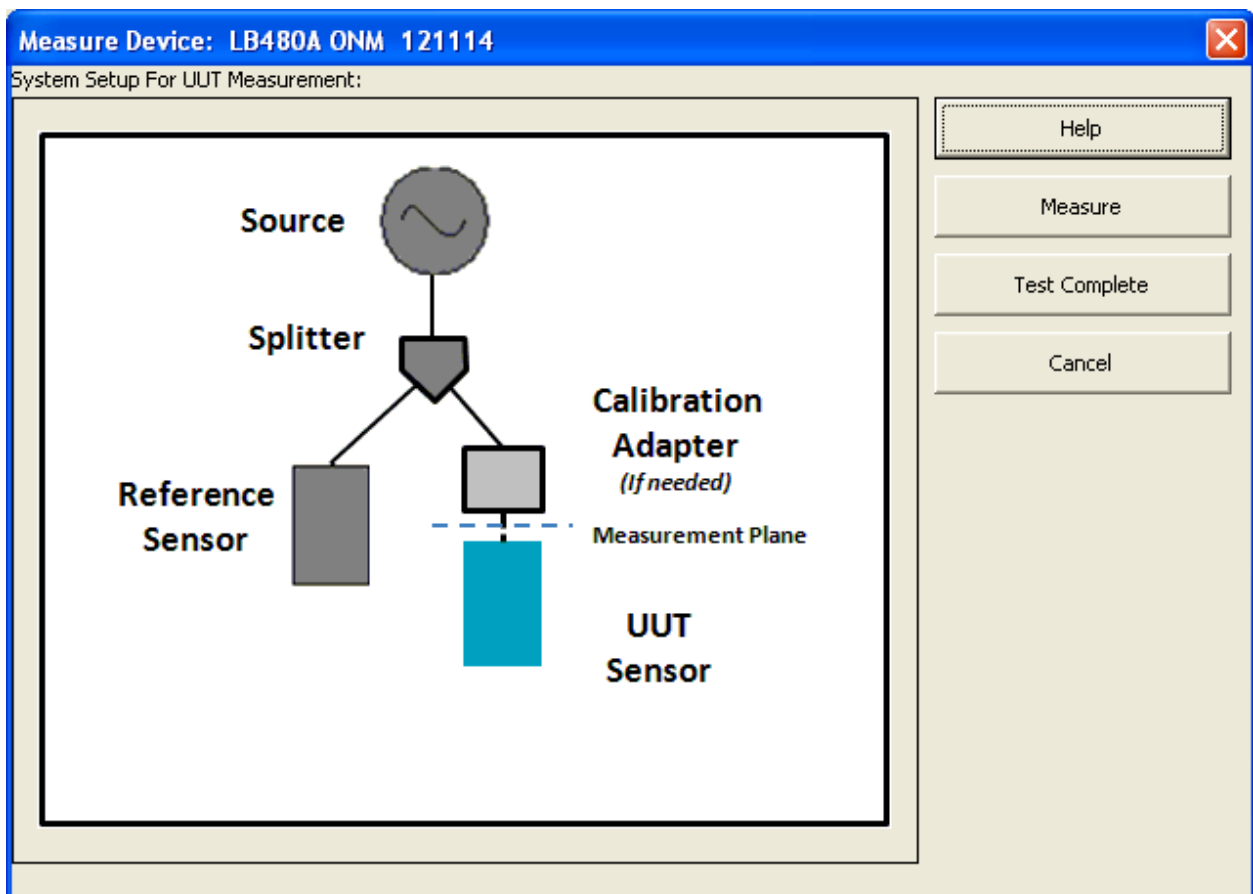 Measure Device: LB480A ONM 121114
System Setup For UUT Measurement:
Source
Splitter
Calibration
Adapter
(If needed)
Reference
Sensor
Measurement Plane
UUT
Sensor
Help
Measure
Test Complete
Cancel